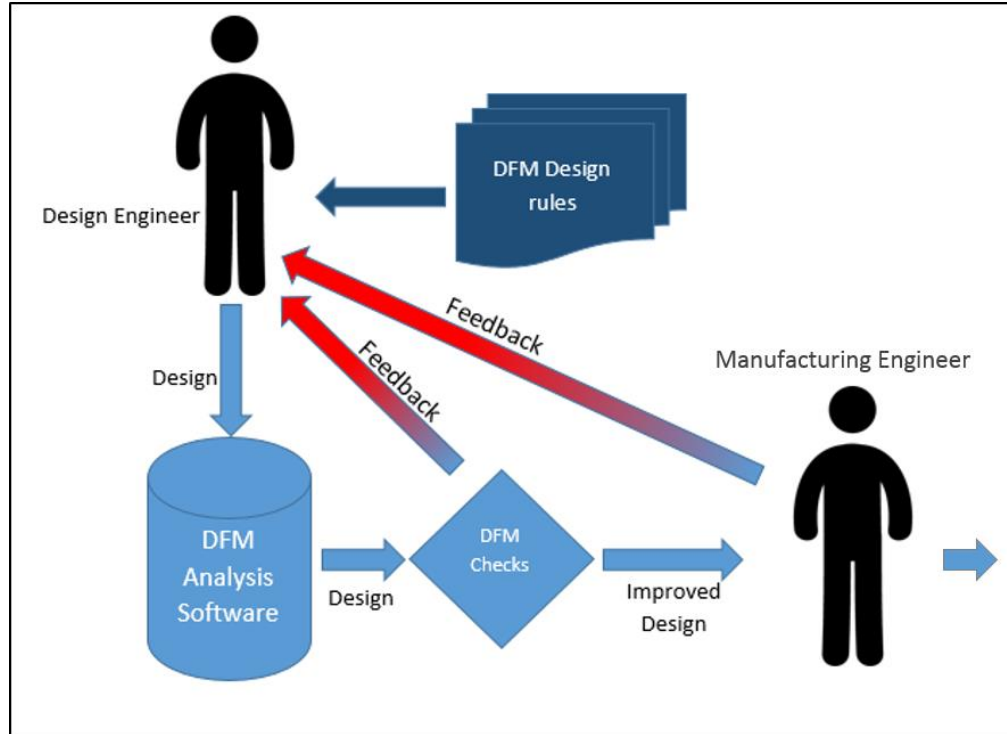 DFM Design
rules
Design Engineer
Feedback
Feedback
Manufacturing Engineer
Design
DFM
Analysis
Software
Design
DFM
Checks
Improved
Design